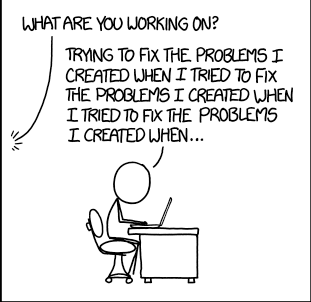 WHAT ARE YOU WORKING ON?
TRYING TO FIX THE PROBLEMS I
CREATED WHEN I TRIED TO FIX
THE PROBLEMS I CREATED WHEN
I TRIED TO FIX THE PROBLEMS
I CREATED WHEN...